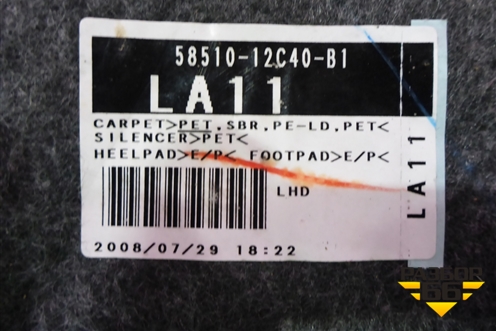 58510-12C40-B1
LA11
CARPET>PET.SBR.PE-LD.PET<
SILENCER>PET<
HEELPAD>E/P< FOOTPAD>E/P<
LHD
2008/07/29 18:22
LA11